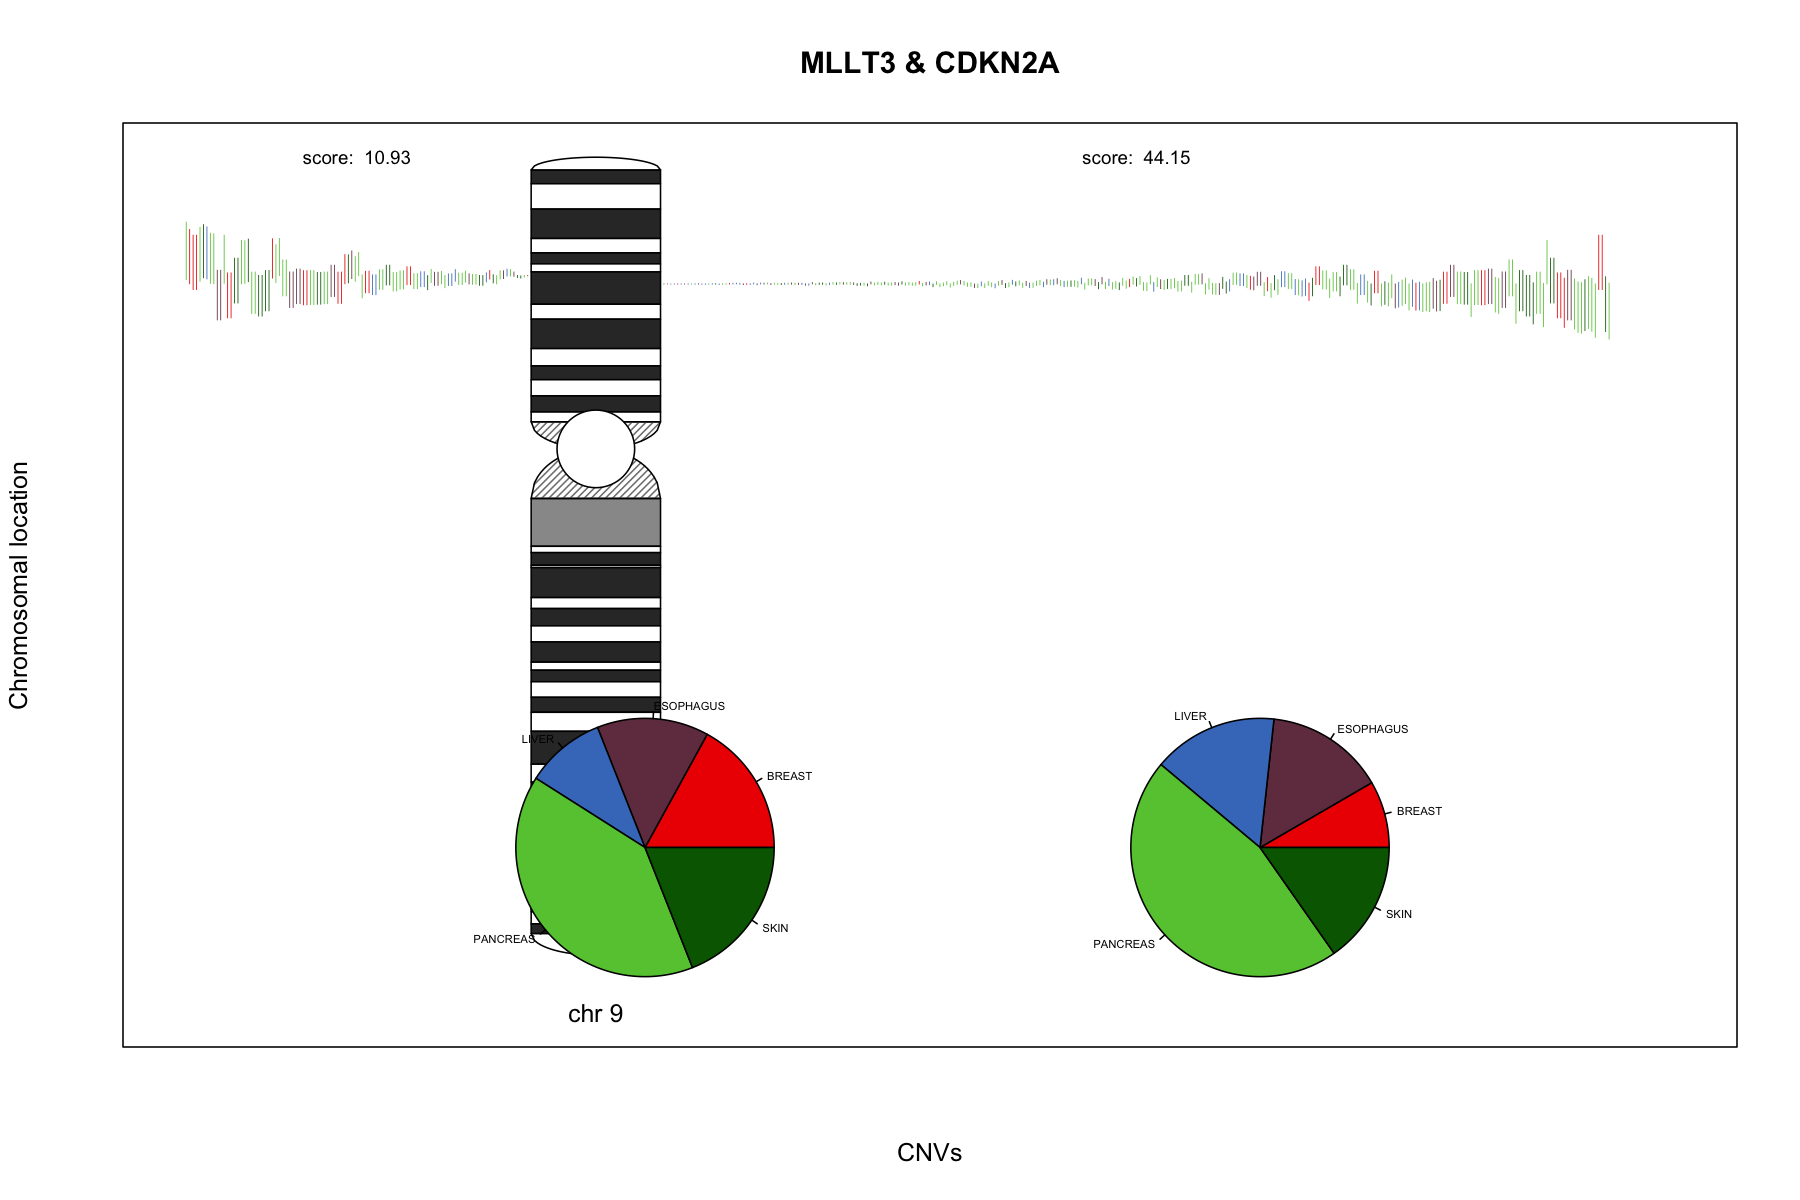 MLLT3 & CDKN2A
score: 10.93
score: 44.15
Chromosomal location
ESOPHAGUS
LIVER
BREAST
PANCREAS
SKIN
LIVER
ESOPHAGUS
BREAST
PANCREAS
SKIN
chr 9
CNVs